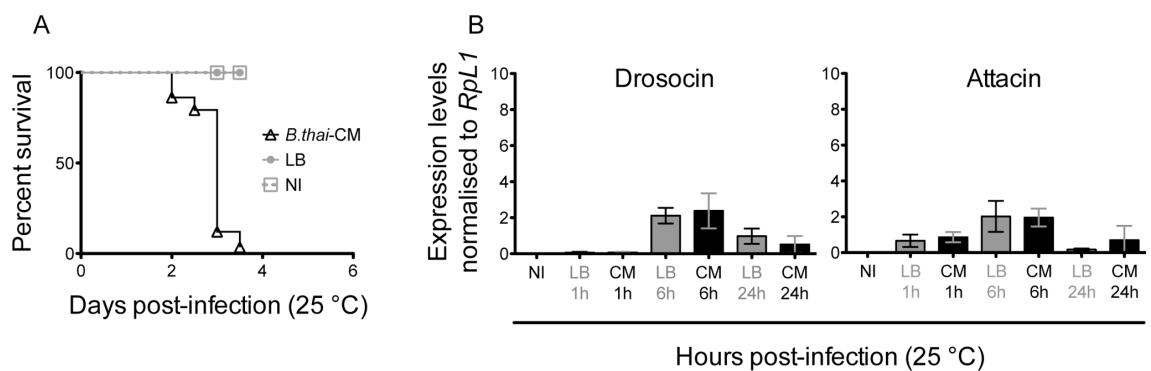 A
Percent survival
100
50
0
0 2 4 6
Days post-infection (25 °C)
B.thai-CM
LB
NI
B
Expression levels
normalised to RpL1
Drosocin
10
8
6
4
2
0
NI LB CM LB CM LB CM
1h 1h 6h 6h 24h 24h
Attacin
10
8
6
4
2
0
NI LB CM LB CM LB CM
1h 1h 6h 6h 24h 24h
Hours post-infection (25 °C)